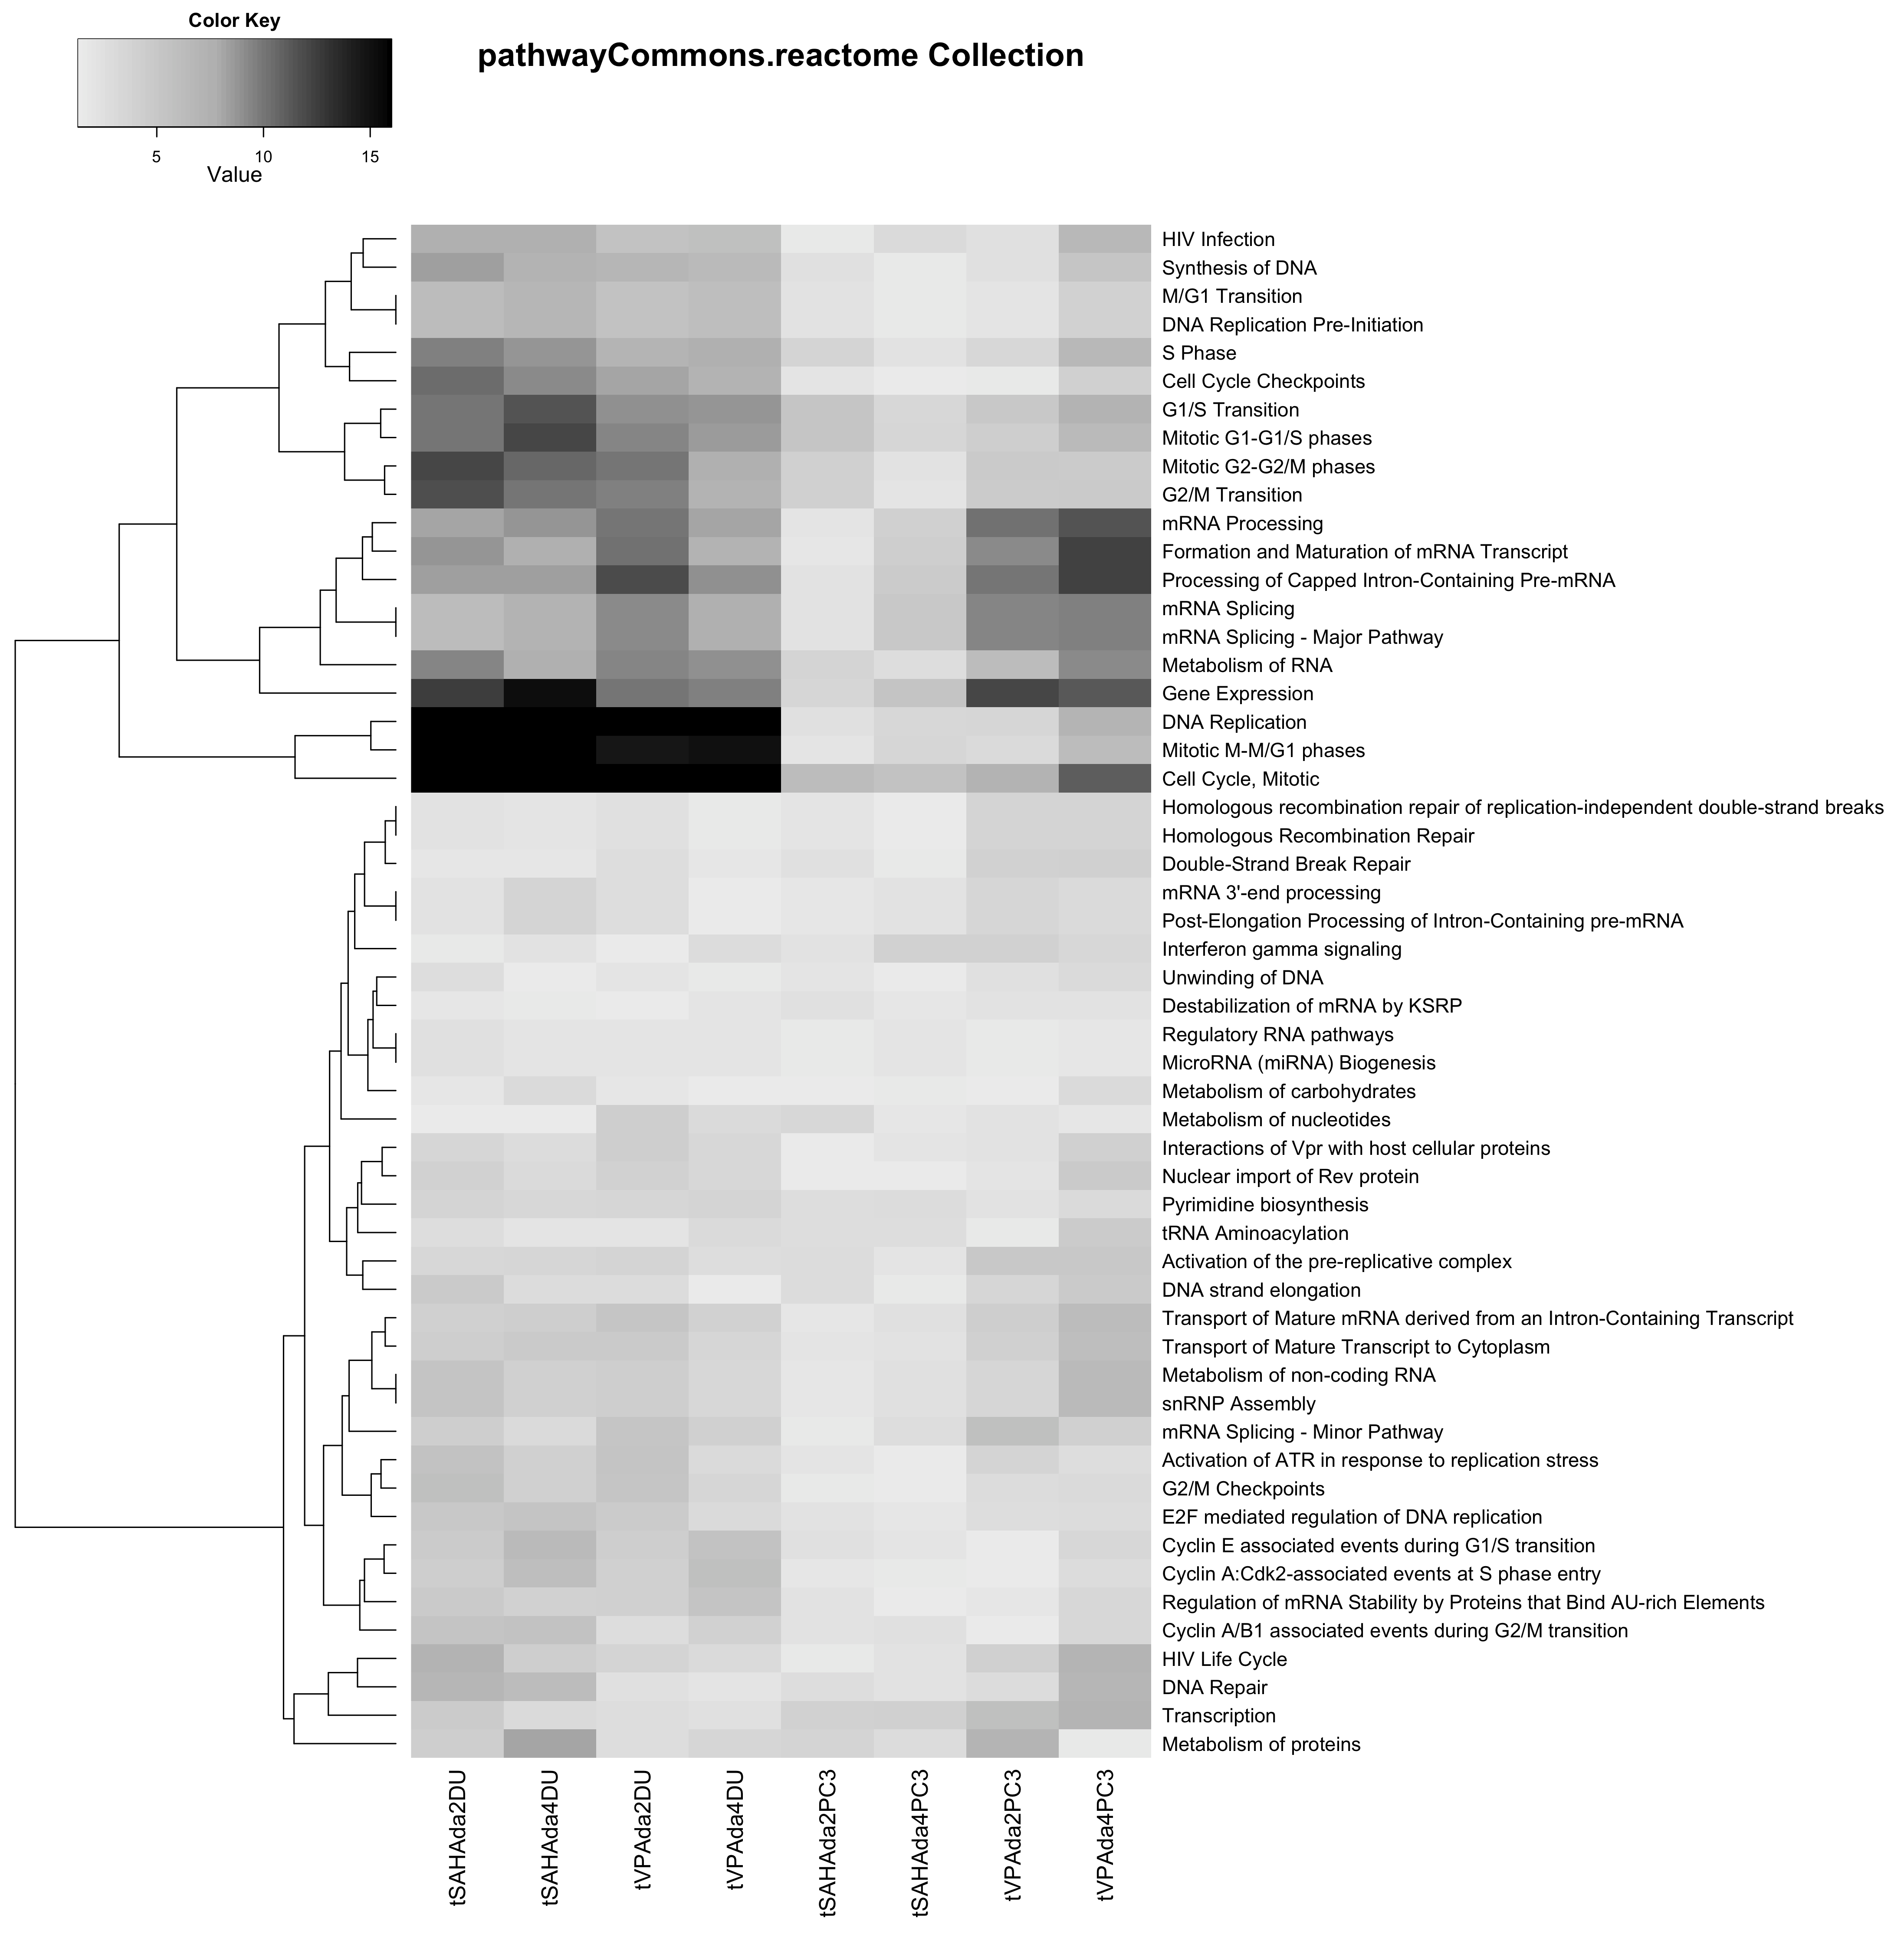 Color Key
pathwayCommons.reactome Collection
5 10 15
Value
HIV Infection
Synthesis of DNA
M/G1 Transition
DNA Replication Pre-Initiation
S Phase
Cell Cycle Checkpoints
G1/S Transition
Mitotic G1-G1/S phases
Mitotic G2-G2/M phases
G2/M Transition
mRNA Processing
Formation and Maturation of mRNA Transcript
Processing of Capped Intron-Containing Pre-mRNA
mRNA Splicing
mRNA Splicing - Major Pathway
Metabolism of RNA
Gene Expression
DNA Replication
Mitotic M-M/G1 phases
Cell Cycle, Mitotic
Homologous recombination repair of replication-independent double-strand breaks
Homologous Recombination Repair
Double-Strand Break Repair
mRNA 3'-end processing
Post-Elongation Processing of Intron-Containing pre-mRNA
Interferon gamma signaling
Unwinding of DNA
Destabilization of mRNA by KSRP
Regulatory RNA pathways
MicroRNA (miRNA) Biogenesis
Metabolism of carbohydrates
Metabolism of nucleotides
Interactions of Vpr with host cellular proteins
Nuclear import of Rev protein
Pyrimidine biosynthesis
tRNA Aminoacylation
Activation of the pre-replicative complex
DNA strand elongation
Transport of Mature mRNA derived from an Intron-Containing Transcript
Transport of Mature Transcript to Cytoplasm
Metabolism of non-coding RNA
snRNP Assembly
mRNA Splicing - Minor Pathway
Activation of ATR in response to replication stress
G2/M Checkpoints
E2F mediated regulation of DNA replication
Cyclin E associated events during G1/S transition
Cyclin A:Cdk2-associated events at S phase entry
Regulation of mRNA Stability by Proteins that Bind AU-rich Elements
Cyclin A/B1 associated events during G2/M transition
HIV Life Cycle
DNA Repair
Transcription
Metabolism of proteins
tSAHAda2DU
tSAHAda4DU
tVPAda2DU
tVPAda4DU
tSAHAda2PC3
tSAHAda4PC3
tVPAda2PC3
tVPAda4PC3